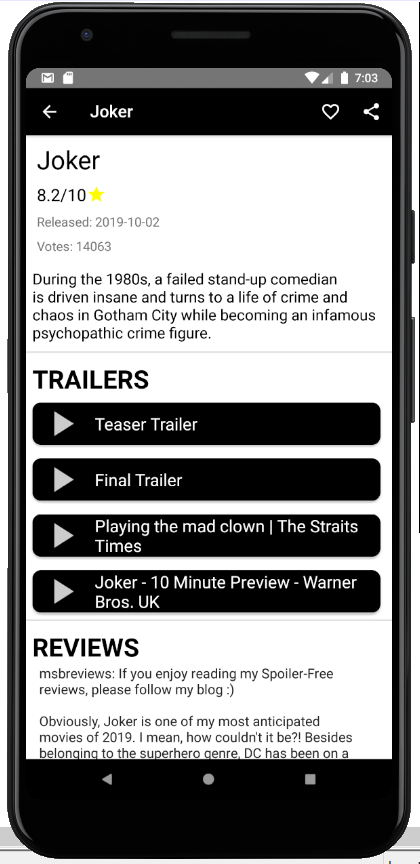 7:03
Joker
Joker
8.2/10
Released: 2019-10-02
Votes: 14063
During the 1980s, a failed stand-up comedian
is driven insane and turns to a life of crime and
chaos in Gotham City while becoming an infamous
psychopathic crime figure.
TRAILERS
Teaser Trailer
Final Trailer
Playing the mad clown | The Straits
Times
Joker - 10 Minute Preview - Warner
Bros. UK
REVIEWS
msbreviews: If you enjoy reading my Spoiler-Free
reviews, please follow my blog :)
Obviously, Joker is one of my most anticipated
movies of 2019. I mean, how couldn't it be?! Besides
belonging to the superhero genre, DC has been on a